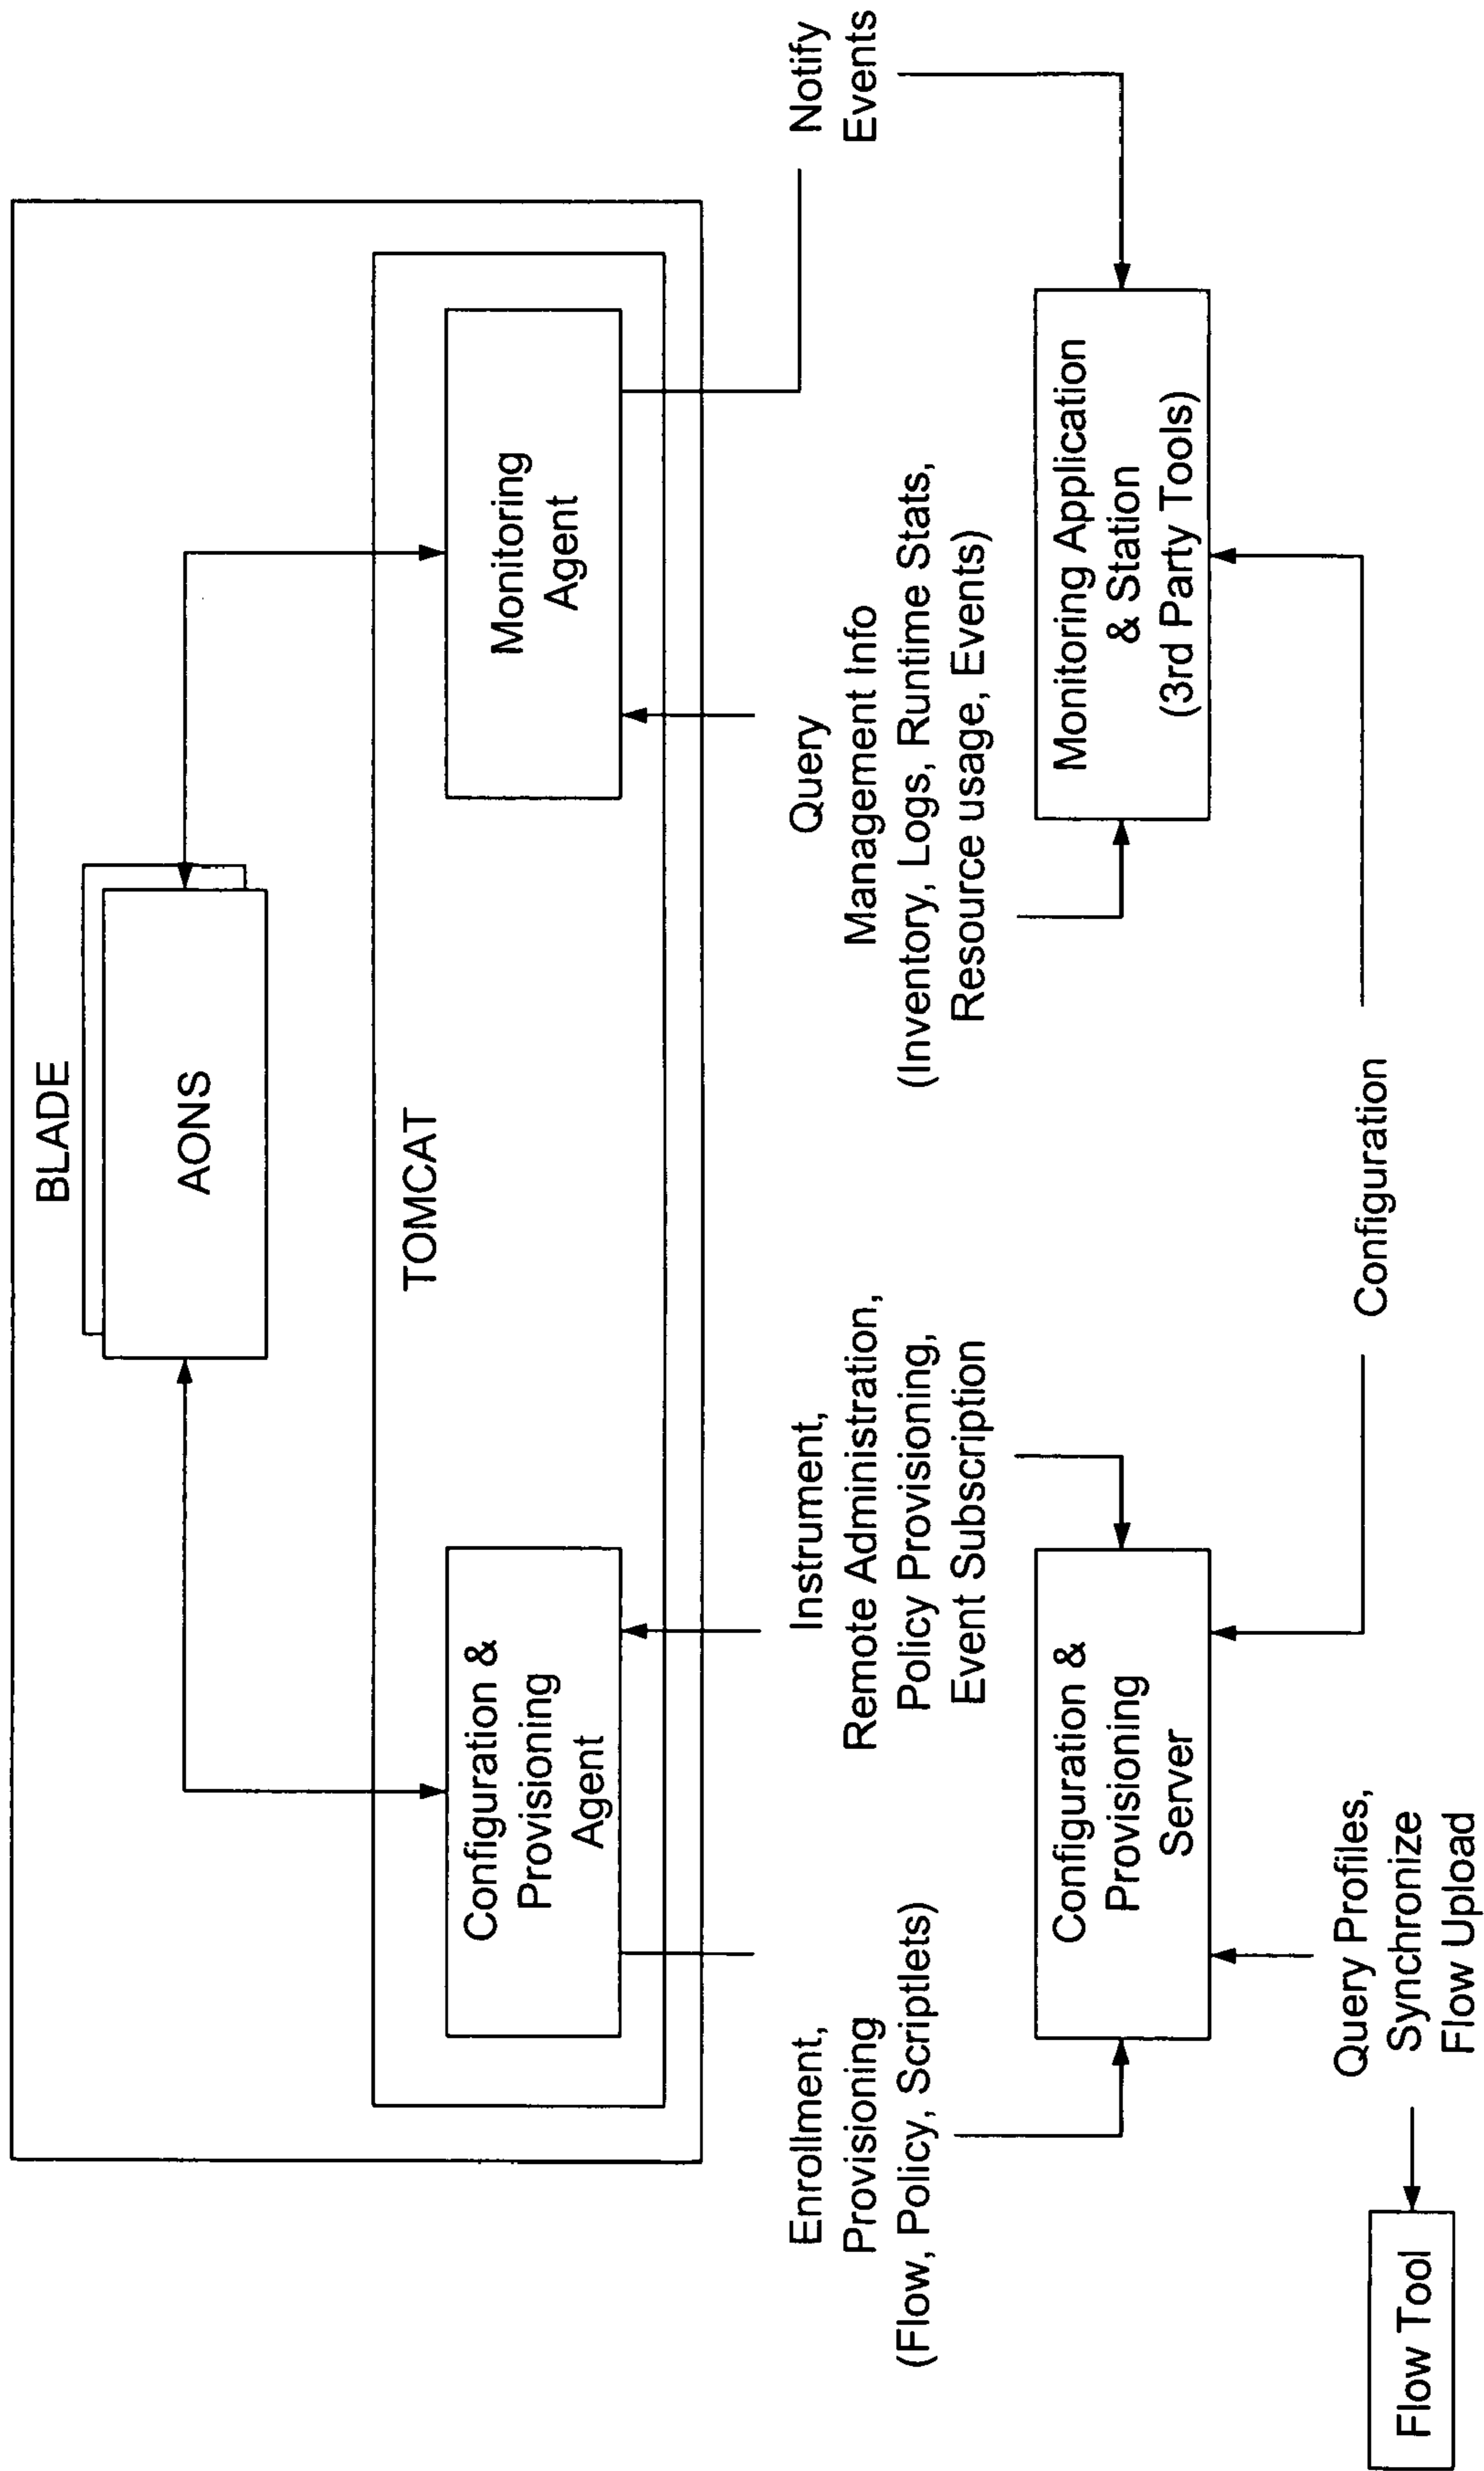 BLADE
AONS
TOMCAT
Configuration &
Provisioning
Agent
Monitoring
Agent
Enrollment,
Provisioning
(Flow, Policy, Scriptlets)
Instrument,
Remote Administration,
Policy Provisioning,
Event Subscription
Query
Management Info
(Inventory, Logs, Runtime Stats,
Resource usage, Events)
Notify
Events
Configuration &
Provisioning
Server
Monitoring Application
& Station
(3rd Party Tools)
Configuration
Query Profiles,
Synchronize
Flow Upload
Flow Tool